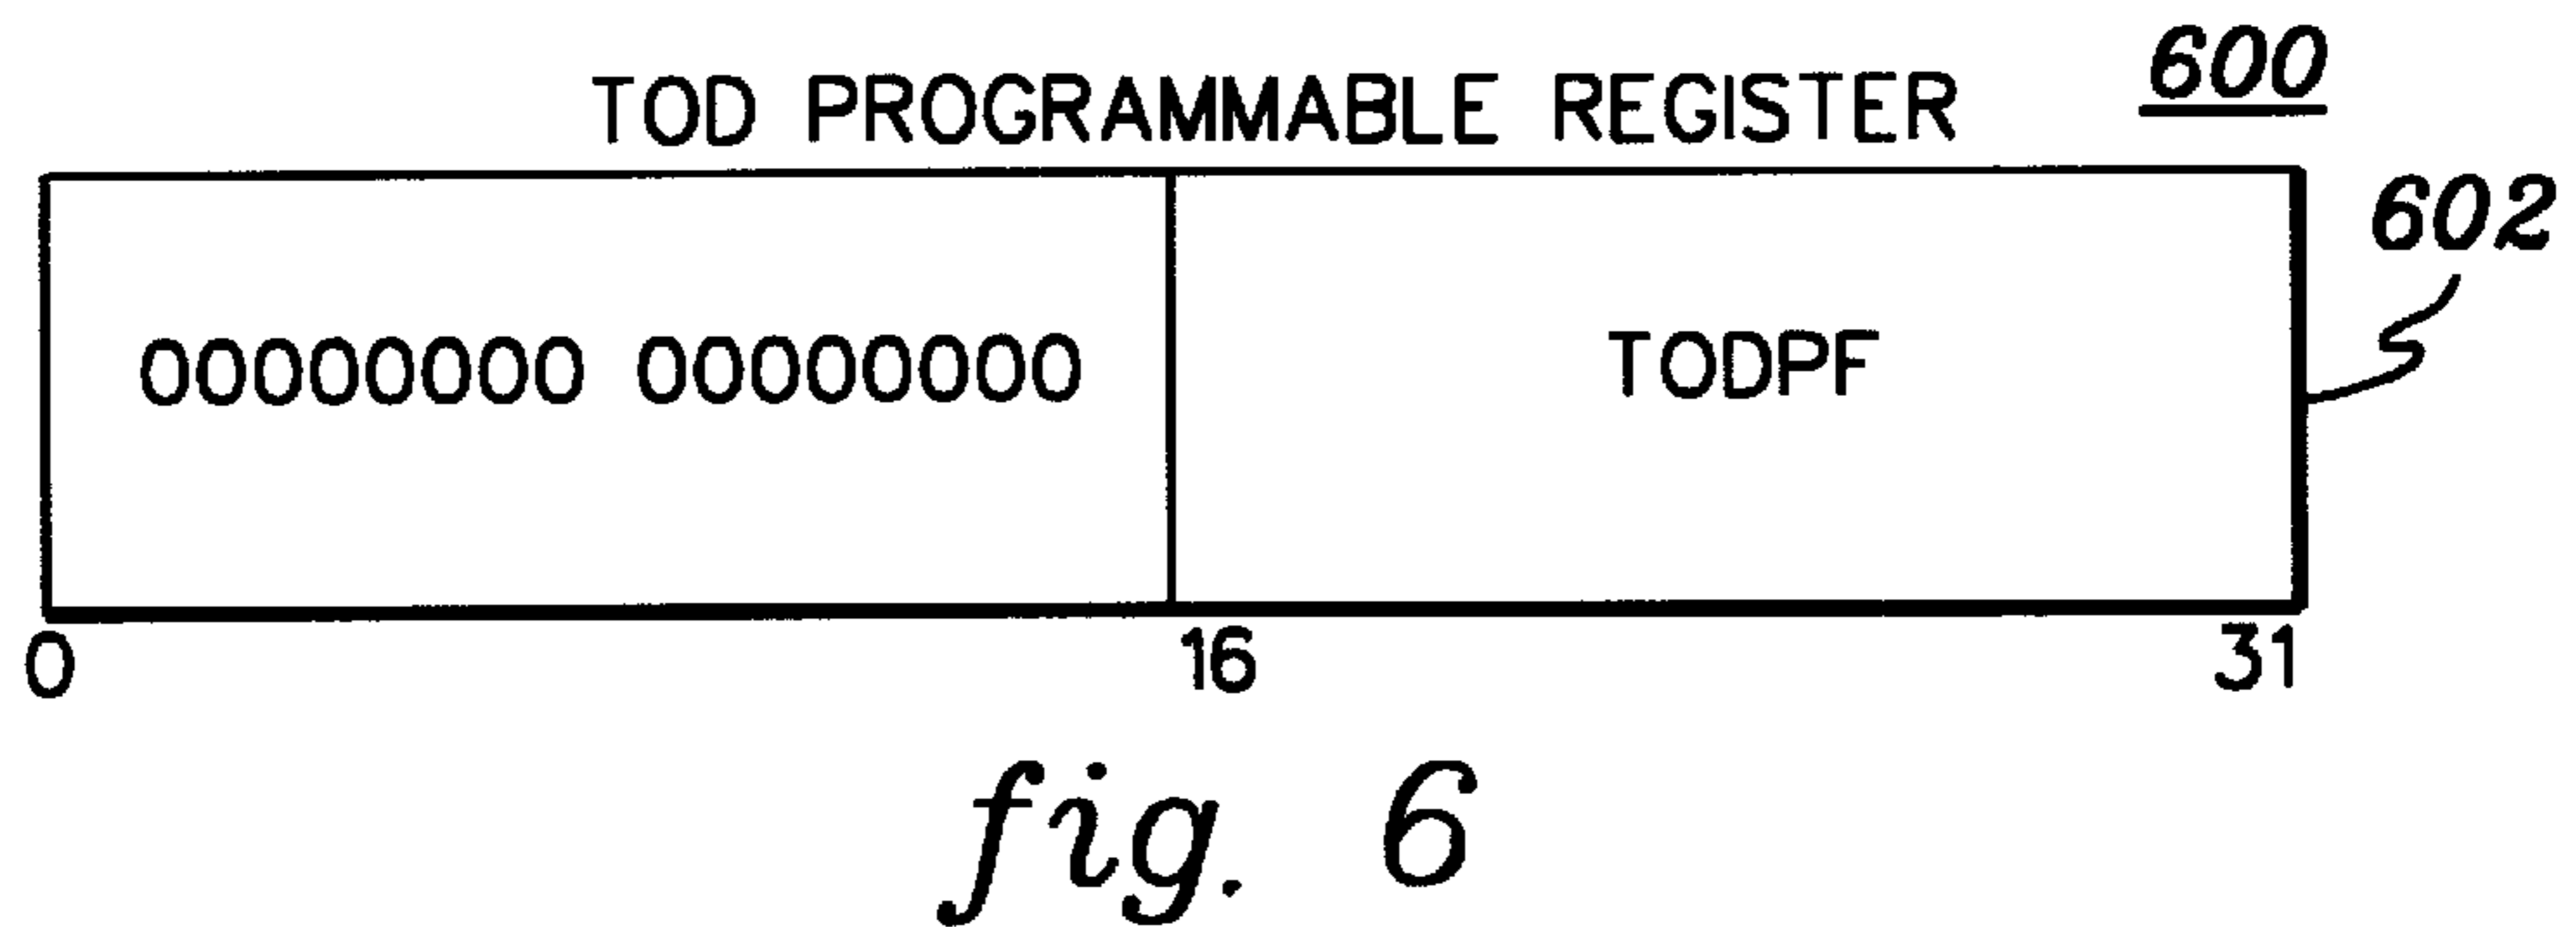 TOD PROGRAMMABLE REGISTER 600
602
00000000 00000000 TODPF
0 16 31
fig. 6